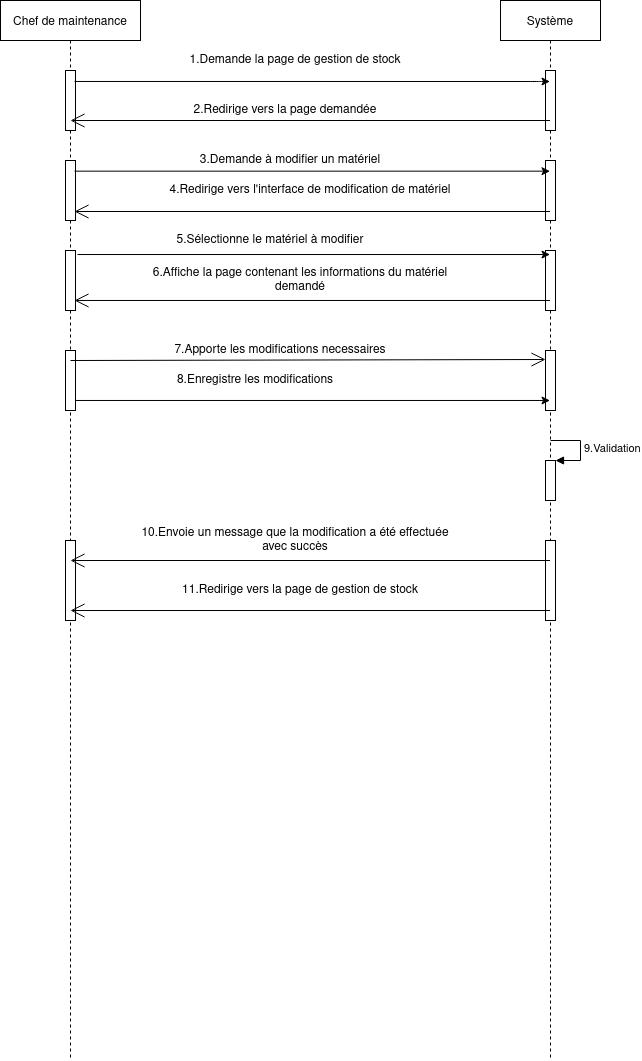 Chef de maintenance
Système
1.Demande la page de gestion de stock
2.Redirige vers la page demandée
3.Demande à modifier un matériel
4.Redirige vers l'interface de modification de matériel
5.Sélectionne le matériel à modifier
6.Affiche la page contenant les informations du matériel
demandé
7.Apporte les modifications necessaires
8.Enregistre les modifications
9.Validation
10.Envoie un message que la modification a été effectuée
avec succès
11.Redirige vers la page de gestion de stock